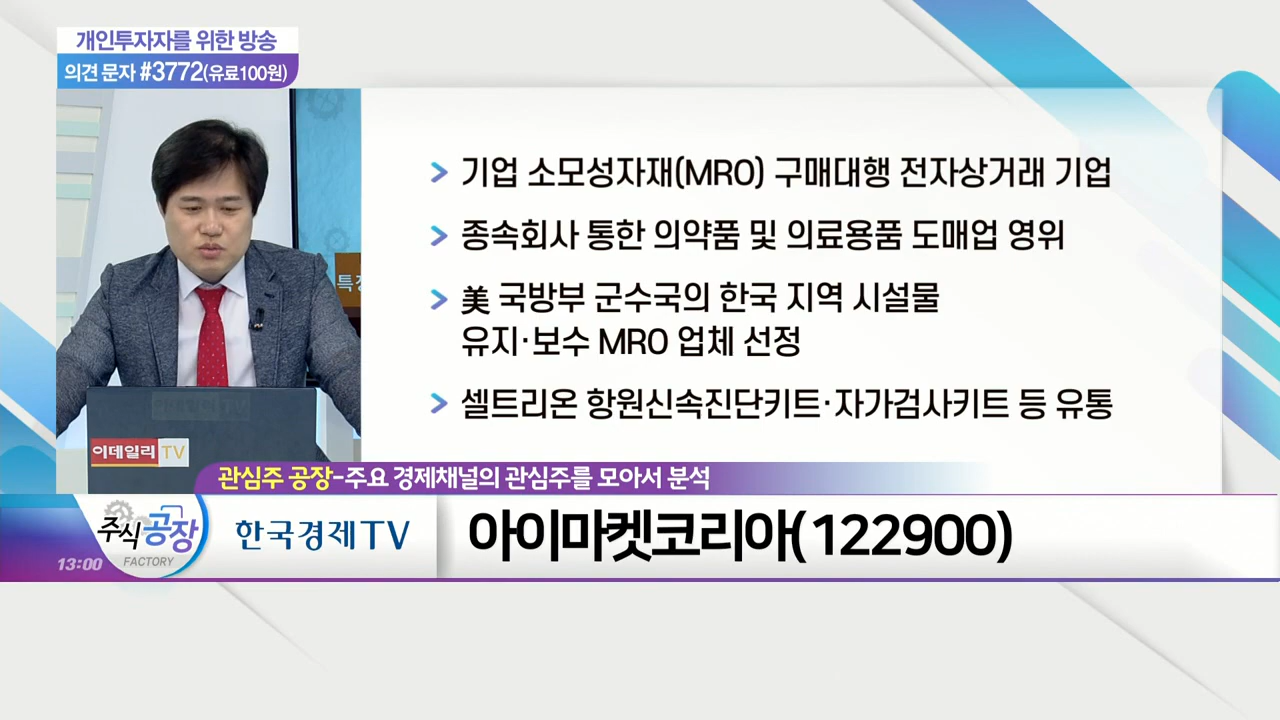 개인투자자를 위한 방송
의견 문자 #3772(유료100원)
> 기업 소모성자재(MRO) 구매대행 전자상거래 기업
> 종속회사 통한 의약품 및 의료용품 도매업 영위
> 美 국방부 군수국의 한국 지역 시설물
유지·보수 MRO 업체 선정
> 셀트리온 항원신속진단키트·자가검사키트 등 유통
이데일리 TV
관심주 공장-주요 경제채널의 관심주를 모아서 분석
주식공장
FACTORY
13:00
한국경제TV
아이마켓코리아(122900)